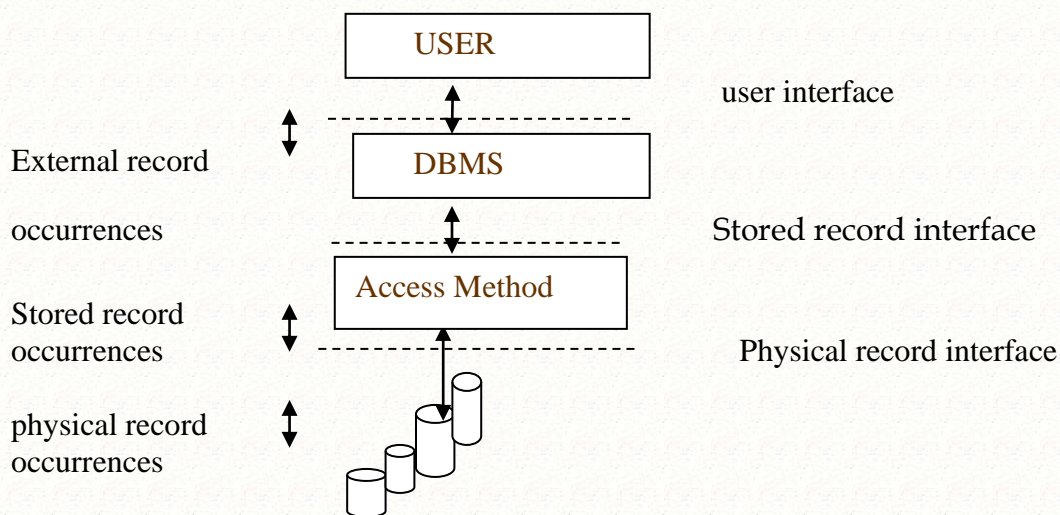 USER
user interface
External record
DBMS
occurrences
Stored record interface
Access Method
Stored record
occurrences
Physical record interface
physical record
occurrences